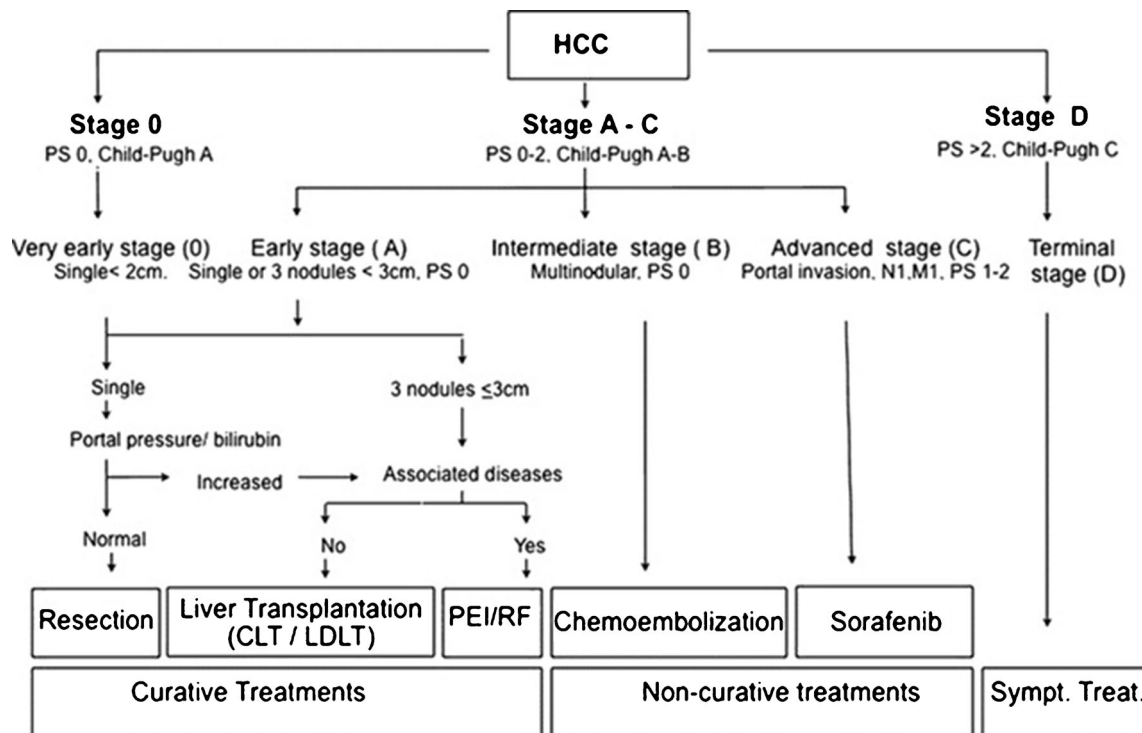 HCC
Stage 0
PS 0, Child-Pugh A
Stage A - C
PS 0-2, Child-Pugh A-B
Stage D
PS >2, Child-Pugh C
Very early stage (0)
Single< 2cm.
Early stage ( A)
Single or 3 nodules < 3cm, PS 0
Intermediate stage ( B)
Multinodular, PS 0
Advanced stage (C)
Portal invasion, N1,M1, PS 1-2
Terminal
stage (D)
Single
3 nodules ≤3cm
Portal pressure/ bilirubin
Increased
Associated diseases
Normal
No
Yes
Resection
Liver Transplantation
(CLT / LDLT)
PEI/RF
Chemoembolization
Sorafenib
Curative Treatments
Non-curative treatments
Sympt. Treat.